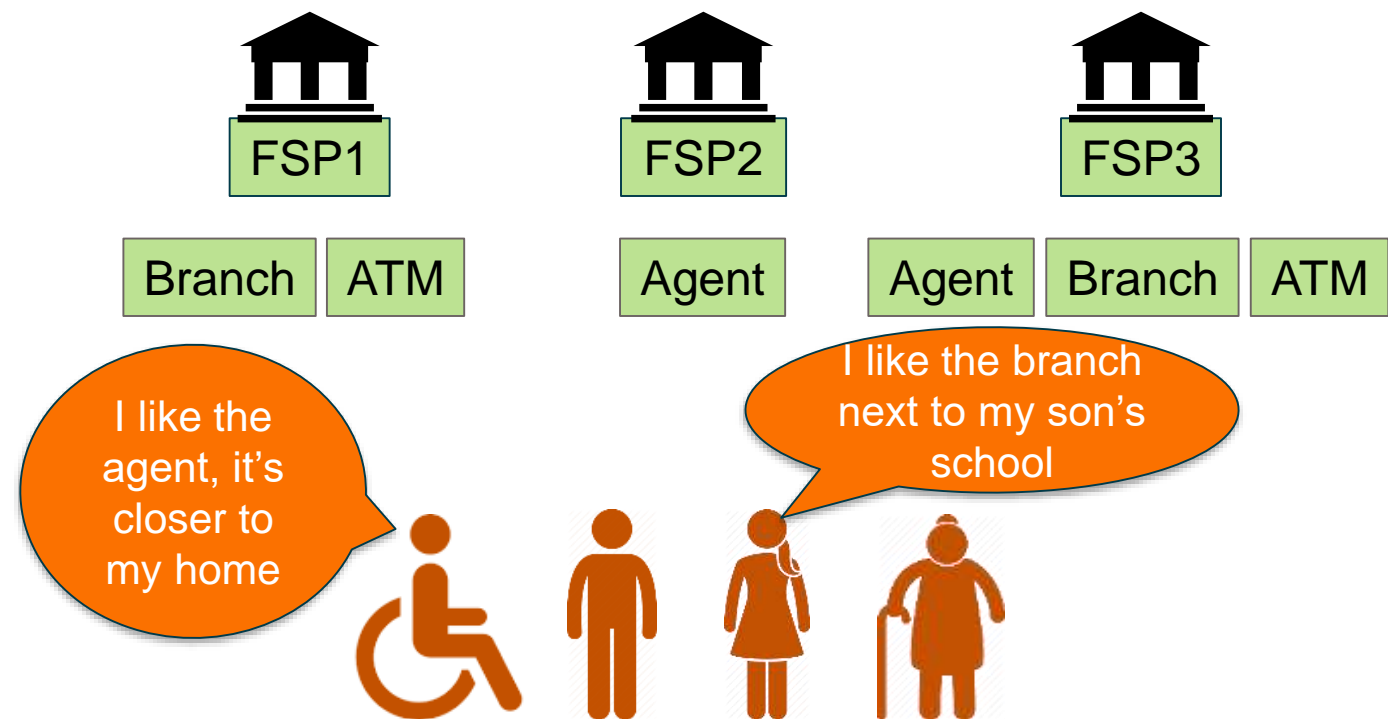 FSP1
FSP2
FSP3
Branch
ATM
Agent
Agent
Branch
ATM
I like the
agent, it’s
closer to
my home
I like the branch
next to my son’s
school